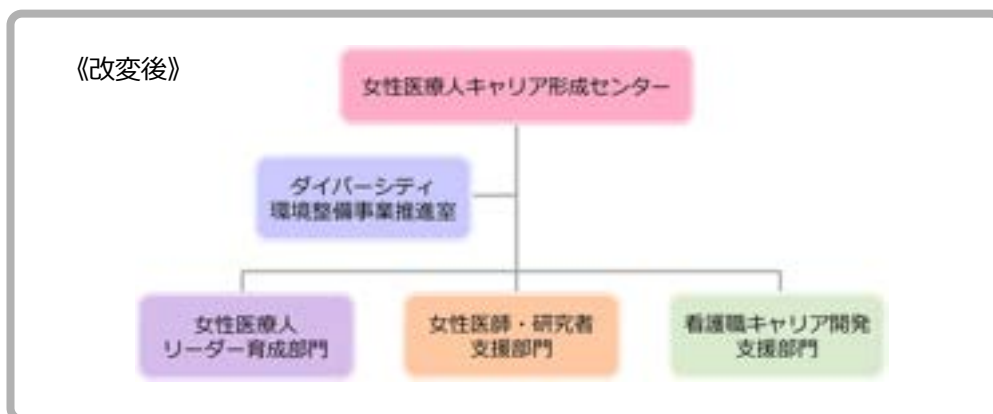 《改変後》
女性医療人キャリア形成センター
ダイバーシティ
環境整備事業推進室
女性医療人
リーダー育成部門
女性医師・研究者
支援部門
看護職キャリア開発
支援部門